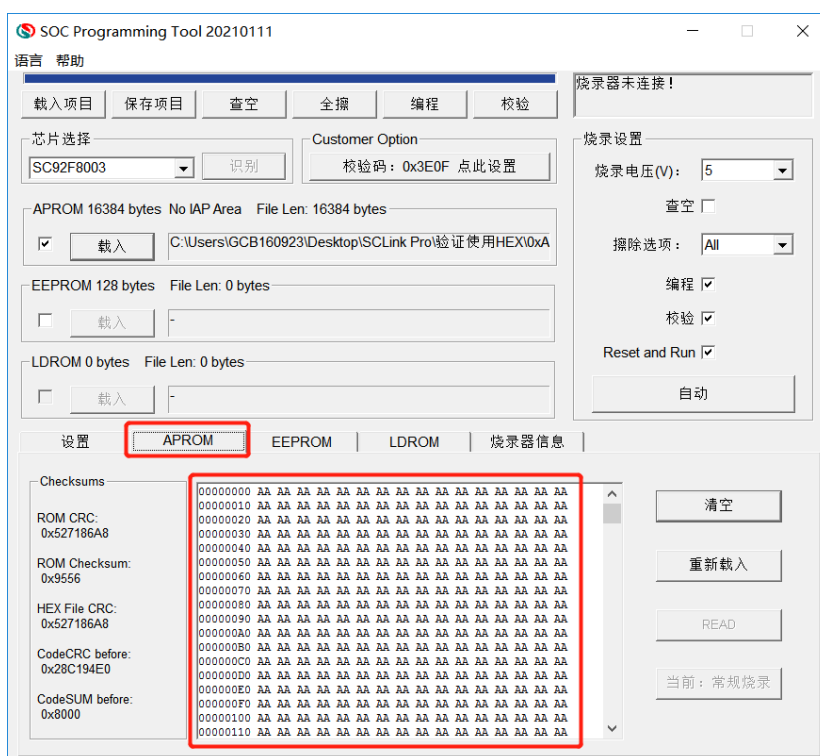 SOC Programming Tool 20210111
语言 帮助
载入项目 保存项目 查空 全擦 编程 校验
烧录器未连接!
芯片选择
SC92F8003 识别
Customer Option
校验码:0x3E0F 点此设置
APROM 16384 bytes No IAP Area File Len: 16384 bytes
载入 C:\Users\GCB160923\Desktop\SCLink Pro\验证使用HEX\0xA
EEPROM 128 bytes File Len: 0 bytes
载入 -
LDROM 0 bytes File Len: 0 bytes
载入 -
烧录设置
烧录电压(V): 5
查空
擦除选项: All
编程
校验
Reset and Run
自动
设置 APROM EEPROM LDROM 烧录器信息
Checksums
ROM CRC:
0x527186A8
ROM Checksum:
0x9556
HEX File CRC:
0x527186A8
CodeCRC before:
0x28C194E0
CodeSUM before:
0x8000
00000000 AA AA AA AA AA AA AA AA AA AA AA AA AA AA AA AA
00000010 AA AA AA AA AA AA AA AA AA AA AA AA AA AA AA AA
00000020 AA AA AA AA AA AA AA AA AA AA AA AA AA AA AA AA
00000030 AA AA AA AA AA AA AA AA AA AA AA AA AA AA AA AA
00000040 AA AA AA AA AA AA AA AA AA AA AA AA AA AA AA AA
00000050 AA AA AA AA AA AA AA AA AA AA AA AA AA AA AA AA
00000060 AA AA AA AA AA AA AA AA AA AA AA AA AA AA AA AA
00000070 AA AA AA AA AA AA AA AA AA AA AA AA AA AA AA AA
00000080 AA AA AA AA AA AA AA AA AA AA AA AA AA AA AA AA
00000090 AA AA AA AA AA AA AA AA AA AA AA AA AA AA AA AA
000000A0 AA AA AA AA AA AA AA AA AA AA AA AA AA AA AA AA
000000B0 AA AA AA AA AA AA AA AA AA AA AA AA AA AA AA AA
000000C0 AA AA AA AA AA AA AA AA AA AA AA AA AA AA AA AA
000000D0 AA AA AA AA AA AA AA AA AA AA AA AA AA AA AA AA
000000E0 AA AA AA AA AA AA AA AA AA AA AA AA AA AA AA AA
000000F0 AA AA AA AA AA AA AA AA AA AA AA AA AA AA AA AA
00000100 AA AA AA AA AA AA AA AA AA AA AA AA AA AA AA AA
00000110 AA AA AA AA AA AA AA AA AA AA AA AA AA AA AA AA
清空
重新载入
READ
当前:常规烧录